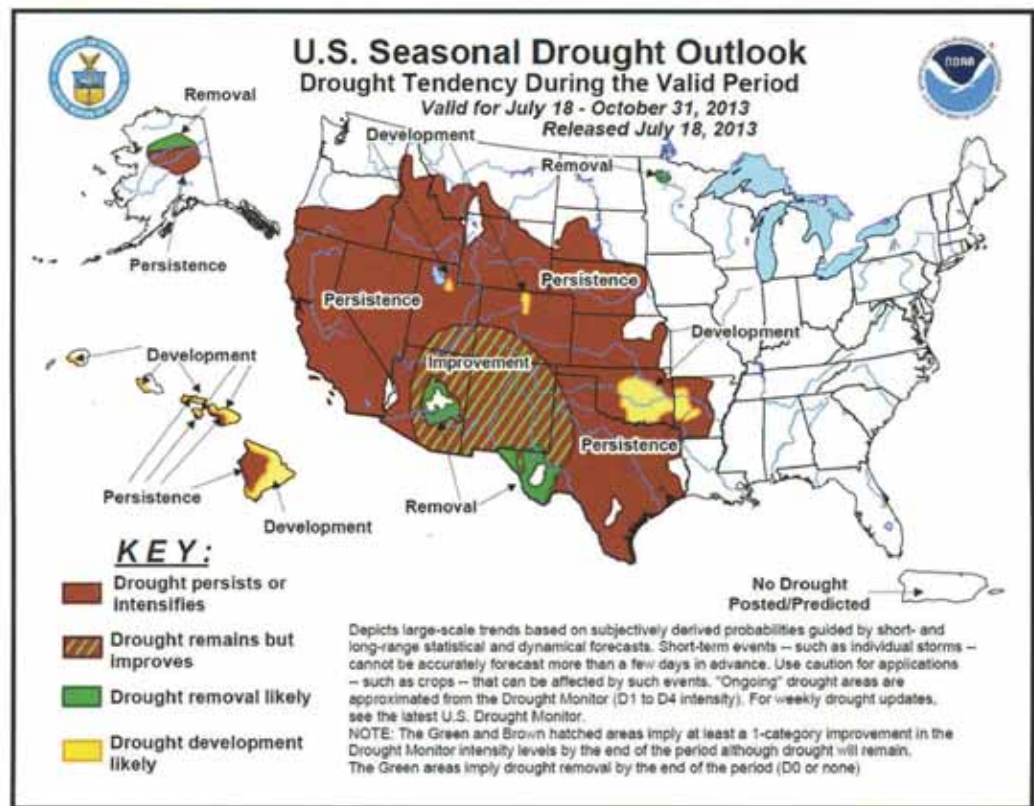 U.S. Seasonal Drought Outlook
Drought Tendency During the Valid Period
Valid for July 18 - October 31, 2013
Released July 18, 2013
NOAA
Removal
Persistence
Development
Removal
Persistence
Persistence
Improvement
Development
Persistence
Removal
Development
Persistence
Development
No Drought
Posted/Predicted
KEY:
Drought persists or
intensifies
Drought remains but
improves
Drought removal likely
Drought development
likely
Depicts large-scale trends based on subjectively derived probabilities guided by short- and
long-range statistical and dynamical forecasts. Short-term events -- such as individual storms --
cannot be accurately forecast more than a few days in advance. Use caution for applications
-- such as crops -- that can be affected by such events. "Ongoing" drought areas are
approximated from the Drought Monitor (D1 to D4 intensity). For weekly drought updates,
see the latest U.S. Drought Monitor.
NOTE: The Green and Brown hatched areas imply at least a 1-category improvement in the
Drought Monitor intensity levels by the end of the period although drought will remain.
The Green areas imply drought removal by the end of the period (D0 or none)